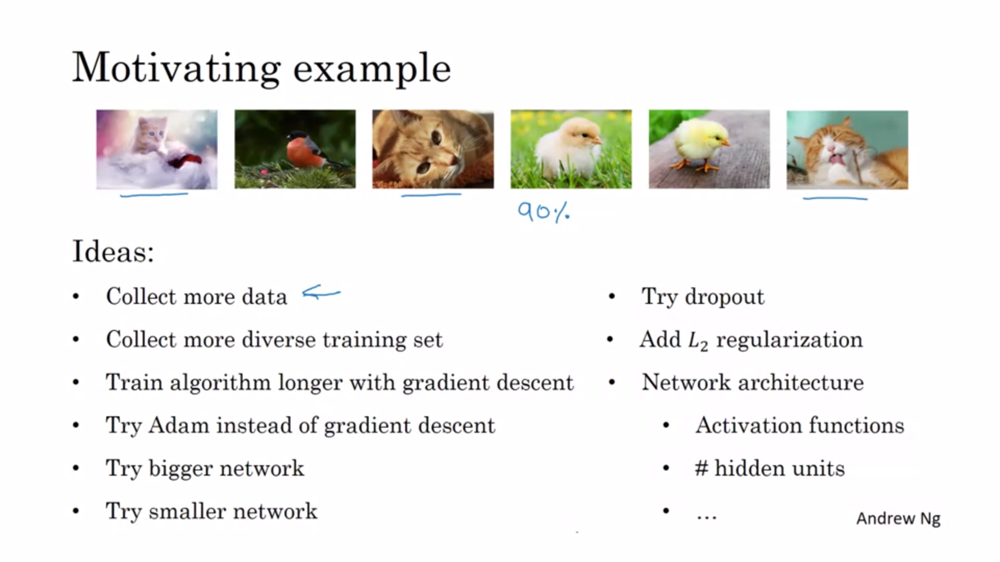 Motivating example
90%
Ideas:
• Collect more data
• Collect more diverse training set
• Train algorithm longer with gradient descent
• Try Adam instead of gradient descent
• Try bigger network
• Try smaller network
• Try dropout
• Add L₂ regularization
• Network architecture
• Activation functions
• # hidden units
• ...
Andrew Ng